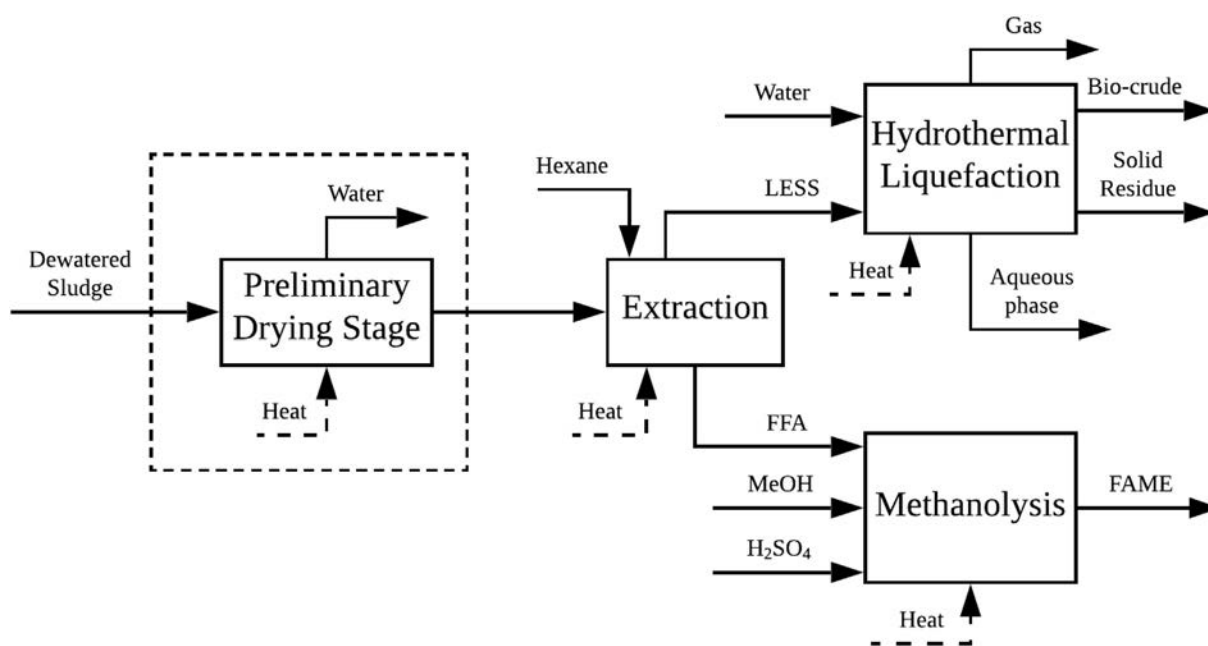 Dewatered
Sludge
Water
Preliminary
Drying Stage
Heat
Hexane
Extraction
Heat
LESS
Water
Gas
Hydrothermal
Liquefaction
Bio-crude
Solid
Residue
Heat
Aqueous
phase
FFA
MeOH
H₂SO₄
Methanolysis
FAME
Heat